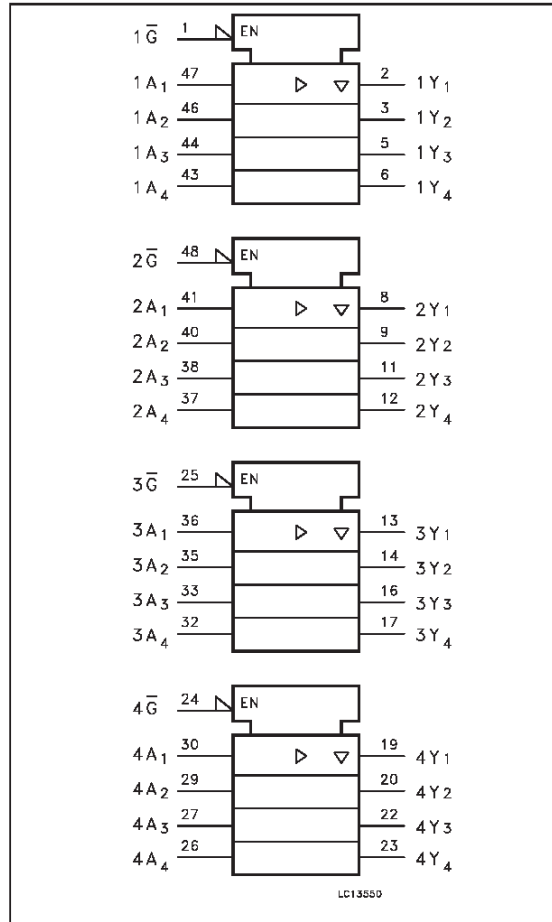 1G̅ 1 EN
1A1 47 2 1Y1
1A2 46 3 1Y2
1A3 44 5 1Y3
1A4 43 6 1Y4
2G̅ 48 EN
2A1 41 8 2Y1
2A2 40 9 2Y2
2A3 38 11 2Y3
2A4 37 12 2Y4
3G̅ 25 EN
3A1 36 13 3Y1
3A2 35 14 3Y2
3A3 33 16 3Y3
3A4 32 17 3Y4
4G̅ 24 EN
4A1 30 19 4Y1
4A2 29 20 4Y2
4A3 27 22 4Y3
4A4 26 23 4Y4
LC13550